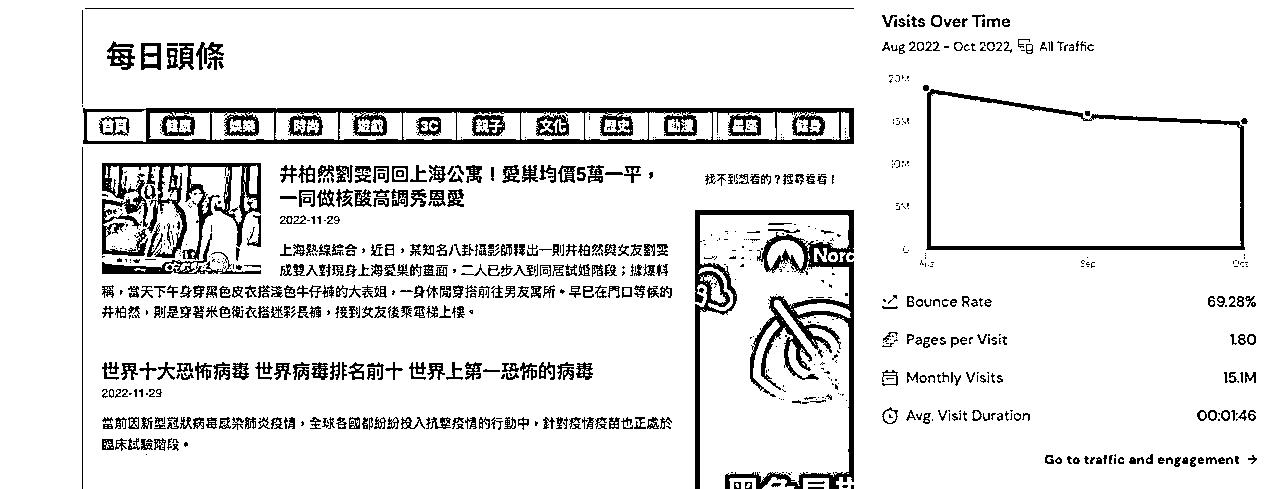 每日頭條
首頁 健康 娛樂 時尚 遊戲 3C 親子 文化 歷史 動漫 星座 健身
井柏然劉雯同回上海公寓！愛巢均價5萬一平，
一同做核酸高調秀恩愛
2022-11-29
上海熱線綜合，近日，某知名八卦攝影師釋出一則井柏然與女友劉雯
成雙入對現身上海愛巢的畫面，二人已步入到同居試婚階段；據爆料
稱，當天下午身穿黑色皮衣搭淺色牛仔褲的大表姐，一身休閒穿搭前往男友寓所。早已在門口等候的
井柏然，則是穿著米色衛衣搭迷彩長褲，接到女友後乘電梯上樓。
世界十大恐怖病毒 世界病毒排名前十 世界上第一恐怖的病毒
2022-11-29
當前因新型冠狀病毒感染肺炎疫情，全球各國都紛紛投入抗擊疫情的行動中，針對疫情疫苗也正處於
臨床試驗階段。
找不到想看的？搜尋看看！
Nord
Visits Over Time
Aug 2022 - Oct 2022, All Traffic
20M
15M
10M
5M
0
Aug Sep Oct
Bounce Rate 69.28%
Pages per Visit 1.80
Monthly Visits 15.1M
Avg. Visit Duration 00:01:46
Go to traffic and engagement →